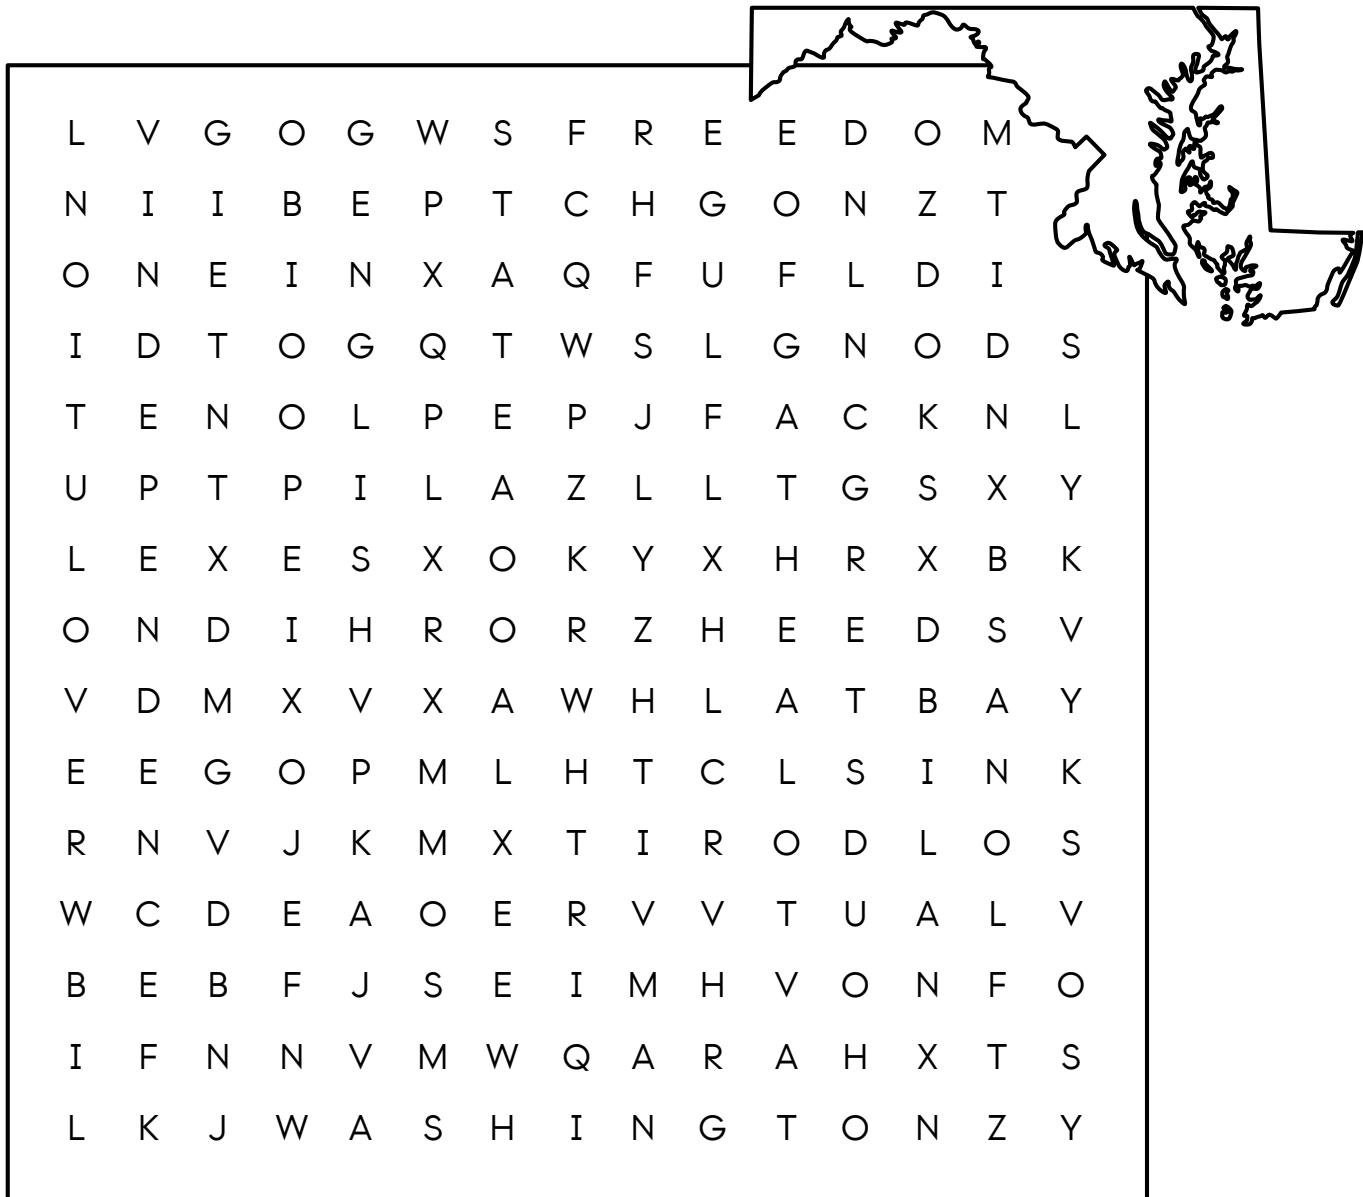 L V G O G W S F R E E D O M
N I I B E P T C H G O N Z T
O N E I N X A Q F U F L D I
I D T O G Q T W S L G N O D S
T E N O L P E P J F A C K N L
U P T P I L A Z L L T G S X Y
L E X E S X O K Y X H R X B K
O N D I H R O R Z H E E D S V
V D M X V X A W H L A T B A Y
E E G O P M L H T C L S I N K
R N V J K M X T I R O D L O S
W C D E A O E R V V T U A L V
B E B F J S E I M H V O N F O
I F N N V M W Q A R A H X T S
L K J W A S H I N G T O N Z Y